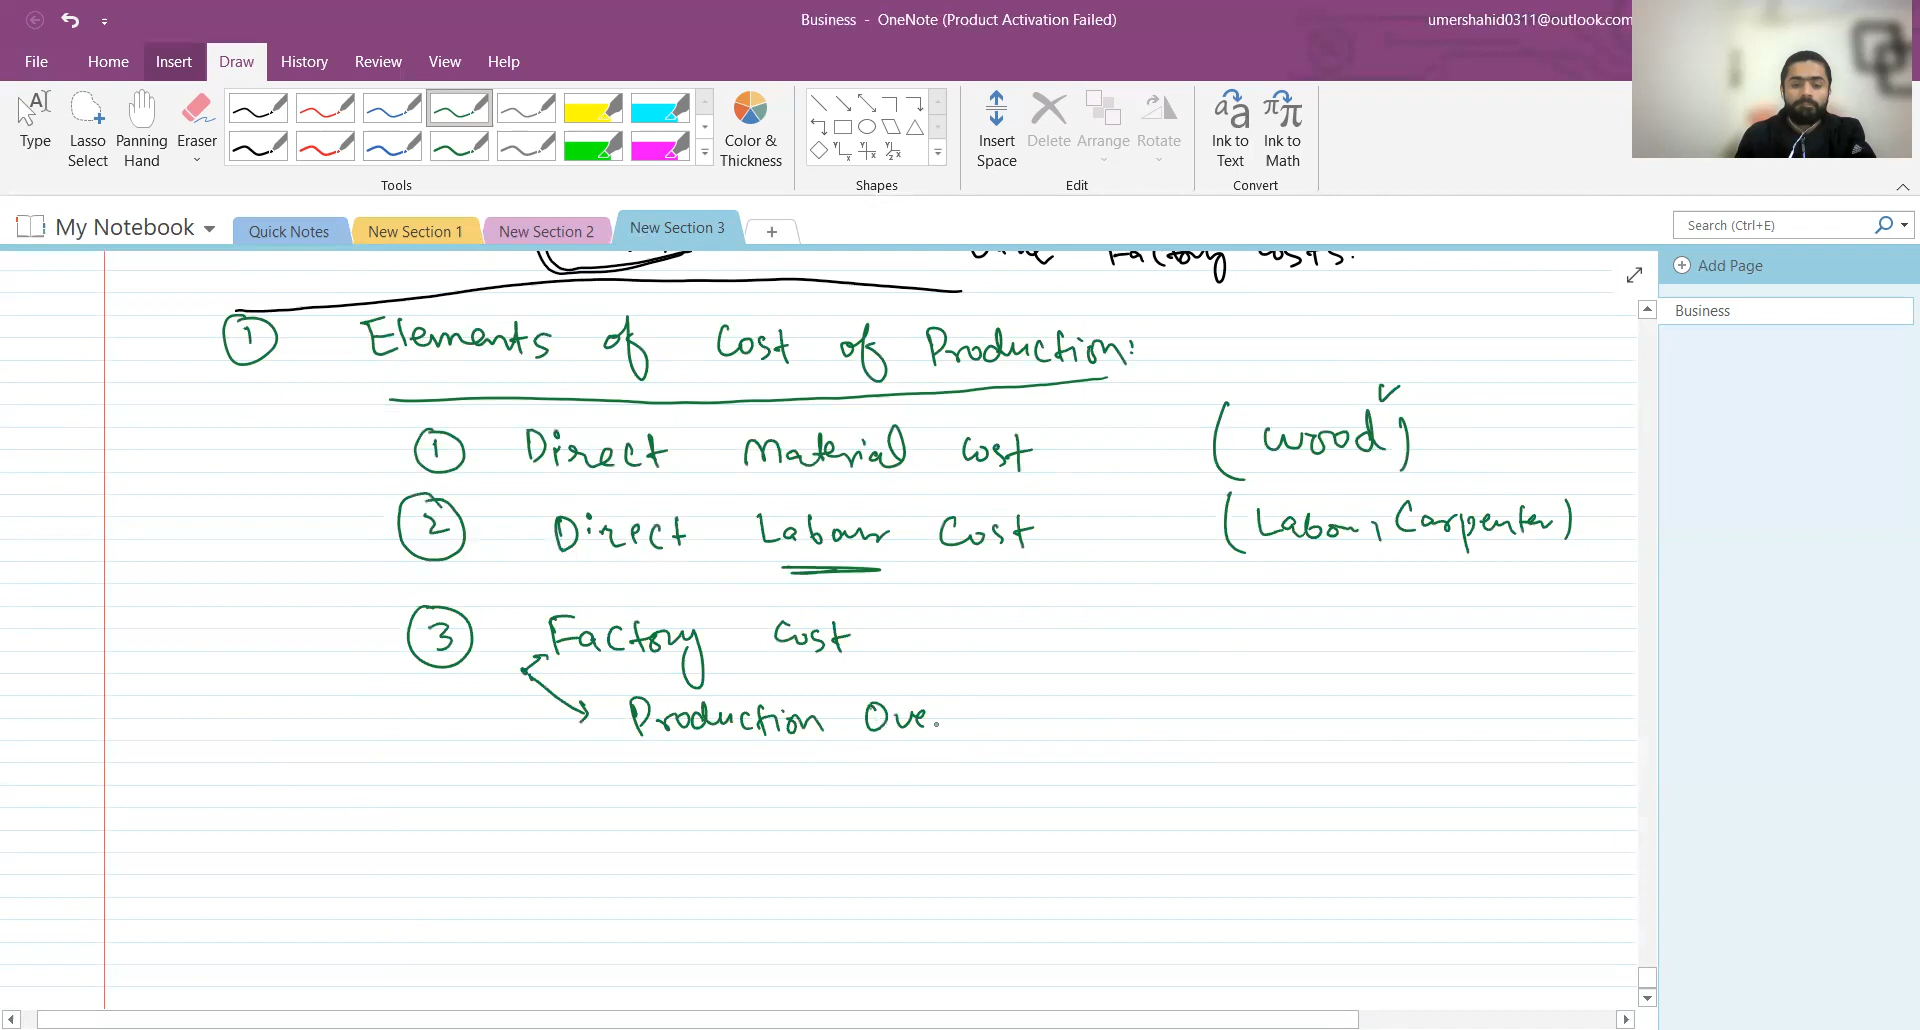 Business - OneNote (Product Activation Failed)
umershahid0311@outlook.com
File Home Insert Draw History Review View Help
Type
Lasso Select
Panning Hand
Eraser
Color & Thickness
Insert Space
Delete
Arrange
Rotate
Ink to Text
Ink to Math
Tools
Shapes
Edit
Convert
My Notebook
Quick Notes
New Section 1
New Section 2
New Section 3
Search (Ctrl+E)
Add Page
Business
Factory Costs.
1 Elements of Cost of Production:
1 Direct Material Cost (wood)
2 Direct Labour Cost (Labour, Carpenter)
3 Factory Cost
Production Ove